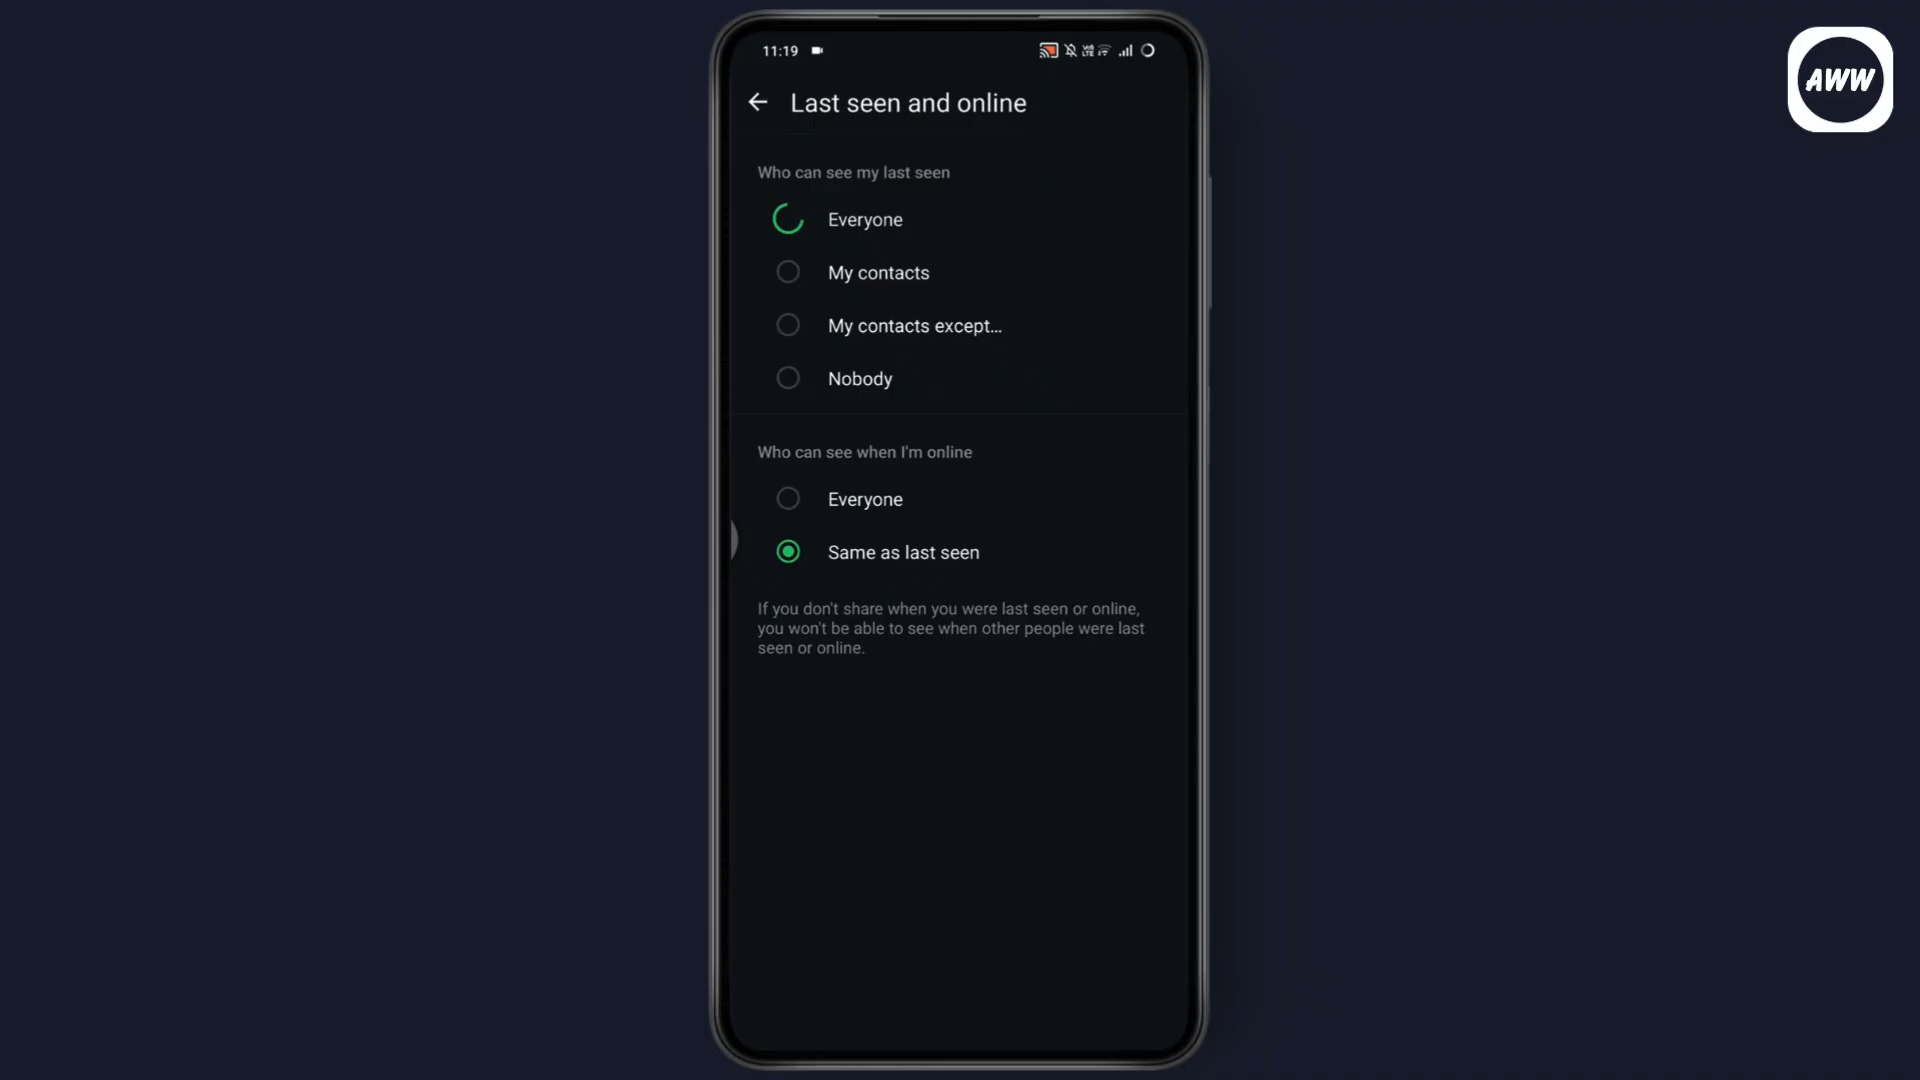 11:19
AWW
Last seen and online
Who can see my last seen
Everyone
My contacts
My contacts except...
Nobody
Who can see when I'm online
Everyone
Same as last seen
If you don't share when you were last seen or online,
you won't be able to see when other people were last
seen or online.